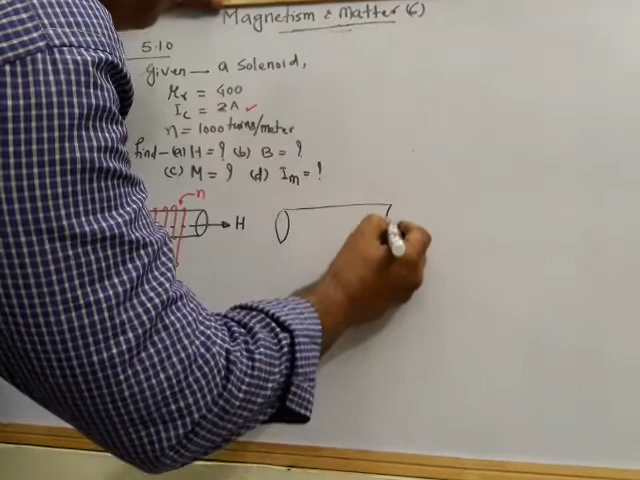 Magnetism & Matter (6)
5.10
given — a solenoid,
μr = 400
Ic = 2A ✓
n = 1000 turns/meter
find - (a) H = ? (b) B = ?
(c) M = ? (d) Im = ?
n
H